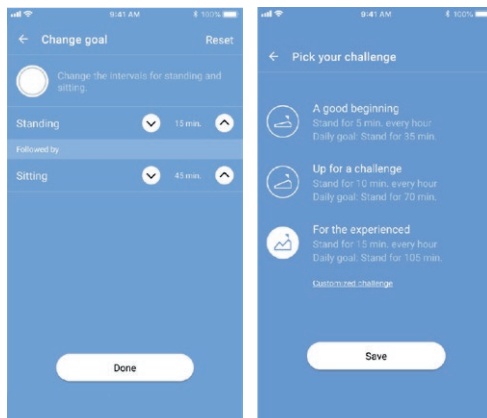 9:41 AM
100%
Change goal
Reset
Change the intervals for standing and
sitting.
Standing
15 min.
Followed by
Sitting
45 min.
Done
9:41 AM
100%
Pick your challenge
A good beginning
Stand for 5 min. every hour
Daily goal: Stand for 35 min.
Up for a challenge
Stand for 10 min. every hour
Daily goal: Stand for 70 min.
For the experienced
Stand for 15 min. every hour
Daily goal: Stand for 105 min.
Customized challenge
Save